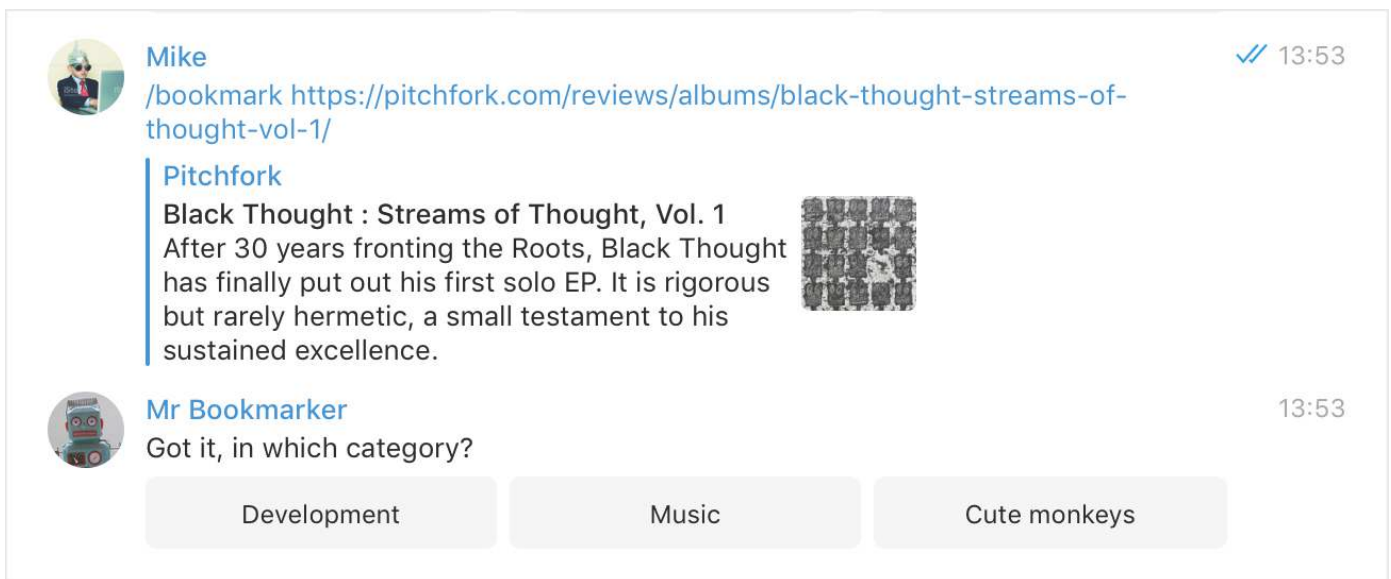 Mike
13:53
/bookmark https://pitchfork.com/reviews/albums/black-thought-streams-of-
thought-vol-1/
Pitchfork
Black Thought : Streams of Thought, Vol. 1
After 30 years fronting the Roots, Black Thought
has finally put out his first solo EP. It is rigorous
but rarely hermetic, a small testament to his
sustained excellence.
Mr Bookmarker
13:53
Got it, in which category?
Development
Music
Cute monkeys